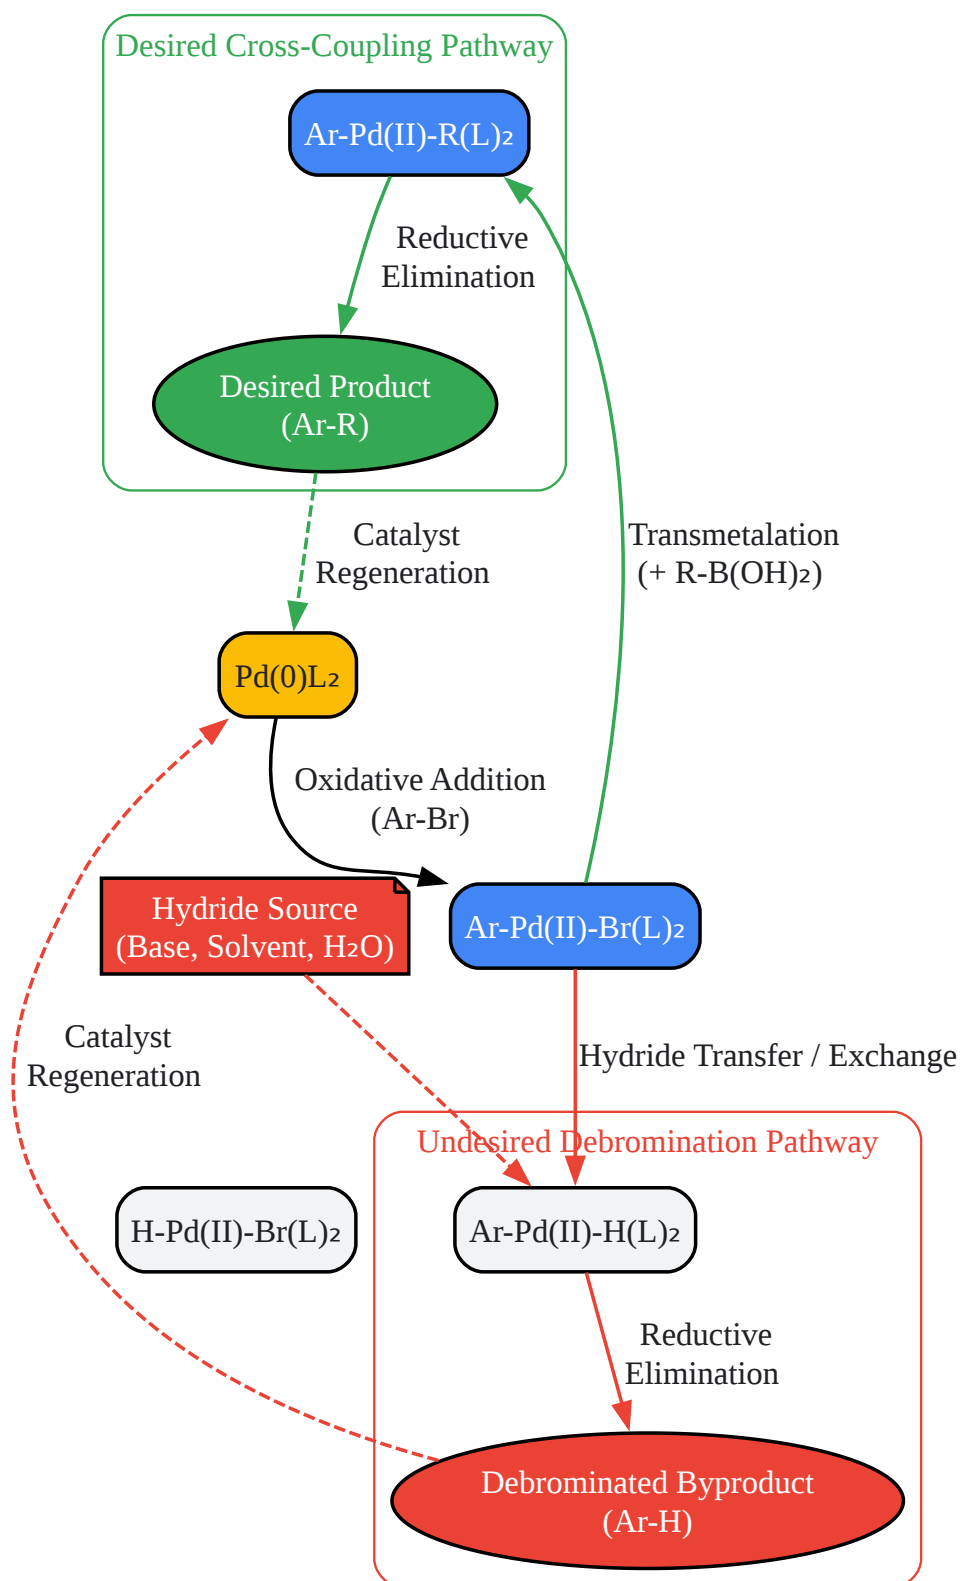 Desired Cross-Coupling Pathway
Ar-Pd(II)-R(L)₂
Reductive
Elimination
Desired Product
(Ar-R)
Catalyst
Regeneration
Transmetalation
(+ R-B(OH)₂)
Pd(0)L₂
Oxidative Addition
(Ar-Br)
Hydride Source
(Base, Solvent, H₂O)
Ar-Pd(II)-Br(L)₂
Catalyst
Regeneration
Hydride Transfer / Exchange
Undesired Debromination Pathway
H-Pd(II)-Br(L)₂
Ar-Pd(II)-H(L)₂
Reductive
Elimination
Debrominated Byproduct
(Ar-H)